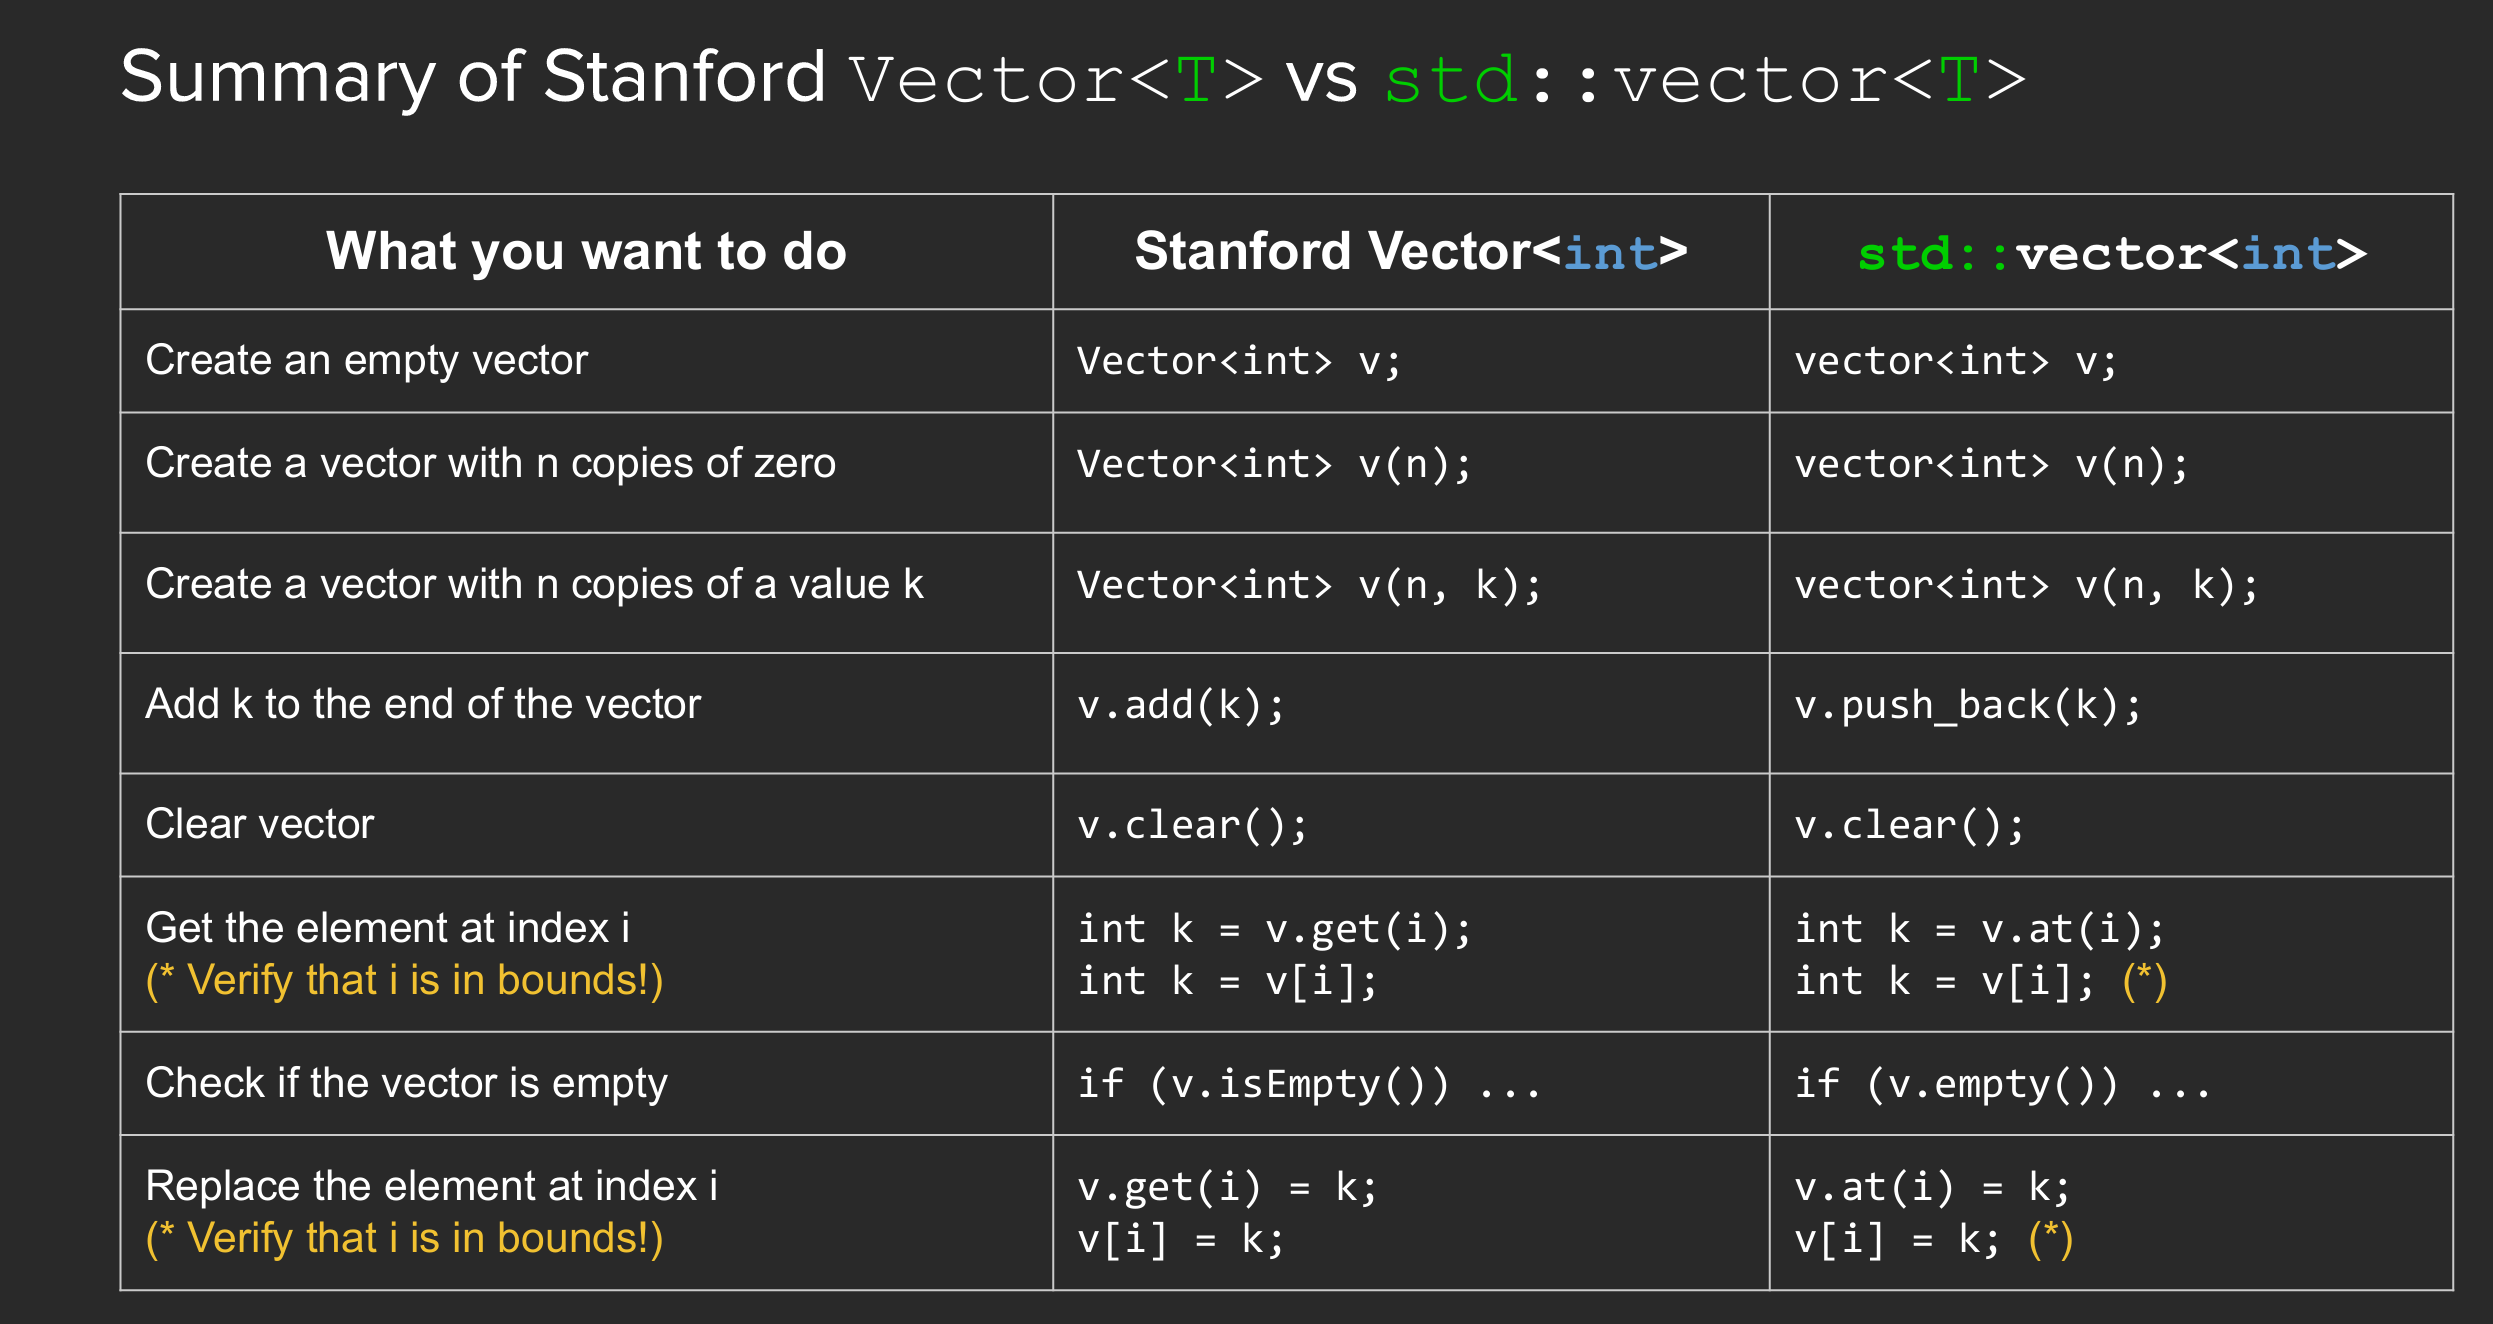 Summary of Stanford Vector<T> vs std::vector<T>
What you want to do
Stanford Vector<int>
std::vector<int>
Create an empty vector
Vector<int> v;
vector<int> v;
Create a vector with n copies of zero
Vector<int> v(n);
vector<int> v(n);
Create a vector with n copies of a value k
Vector<int> v(n, k);
vector<int> v(n, k);
Add k to the end of the vector
v.add(k);
v.push_back(k);
Clear vector
v.clear();
v.clear();
Get the element at index i
(* Verify that i is in bounds!)
int k = v.get(i);
int k = v[i];
int k = v.at(i);
int k = v[i]; (*)
Check if the vector is empty
if (v.isEmpty()) ...
if (v.empty()) ...
Replace the element at index i
(* Verify that i is in bounds!)
v.get(i) = k;
v[i] = k;
v.at(i) = k;
v[i] = k; (*)